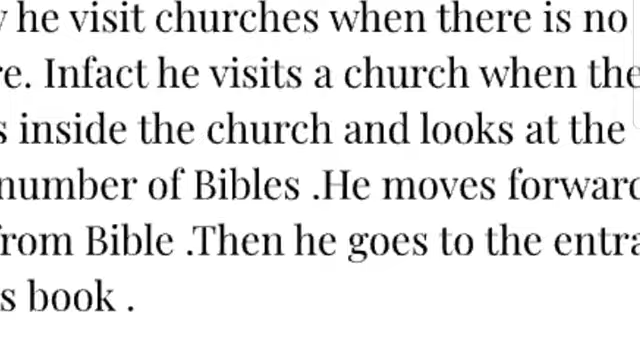 he visit churches when there is no
re. Infact he visits a church when the
s inside the church and looks at the
number of Bibles .He moves forward
from Bible .Then he goes to the entra
s book .